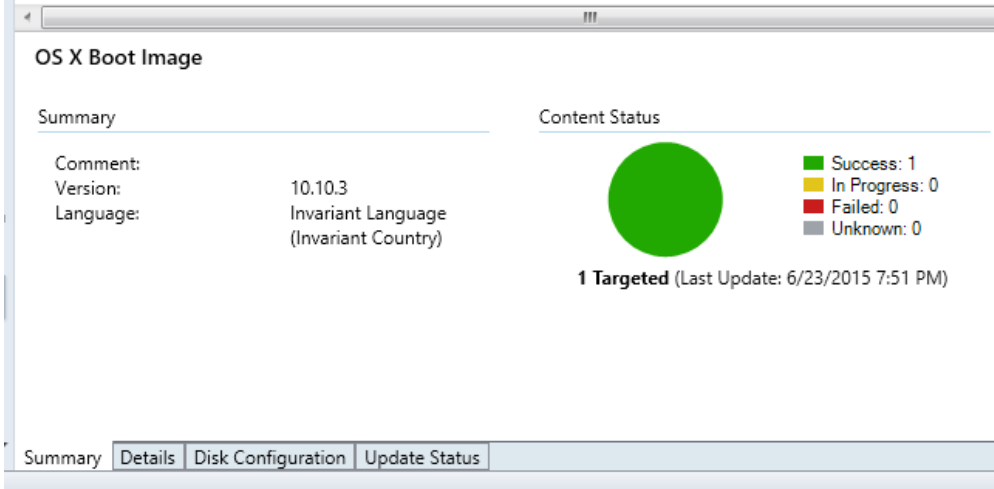 OS X Boot Image
Summary
Comment:
Version: 10.10.3
Language: Invariant Language
(Invariant Country)
Content Status
Success: 1
In Progress: 0
Failed: 0
Unknown: 0
1 Targeted (Last Update: 6/23/2015 7:51 PM)
Summary Details Disk Configuration Update Status